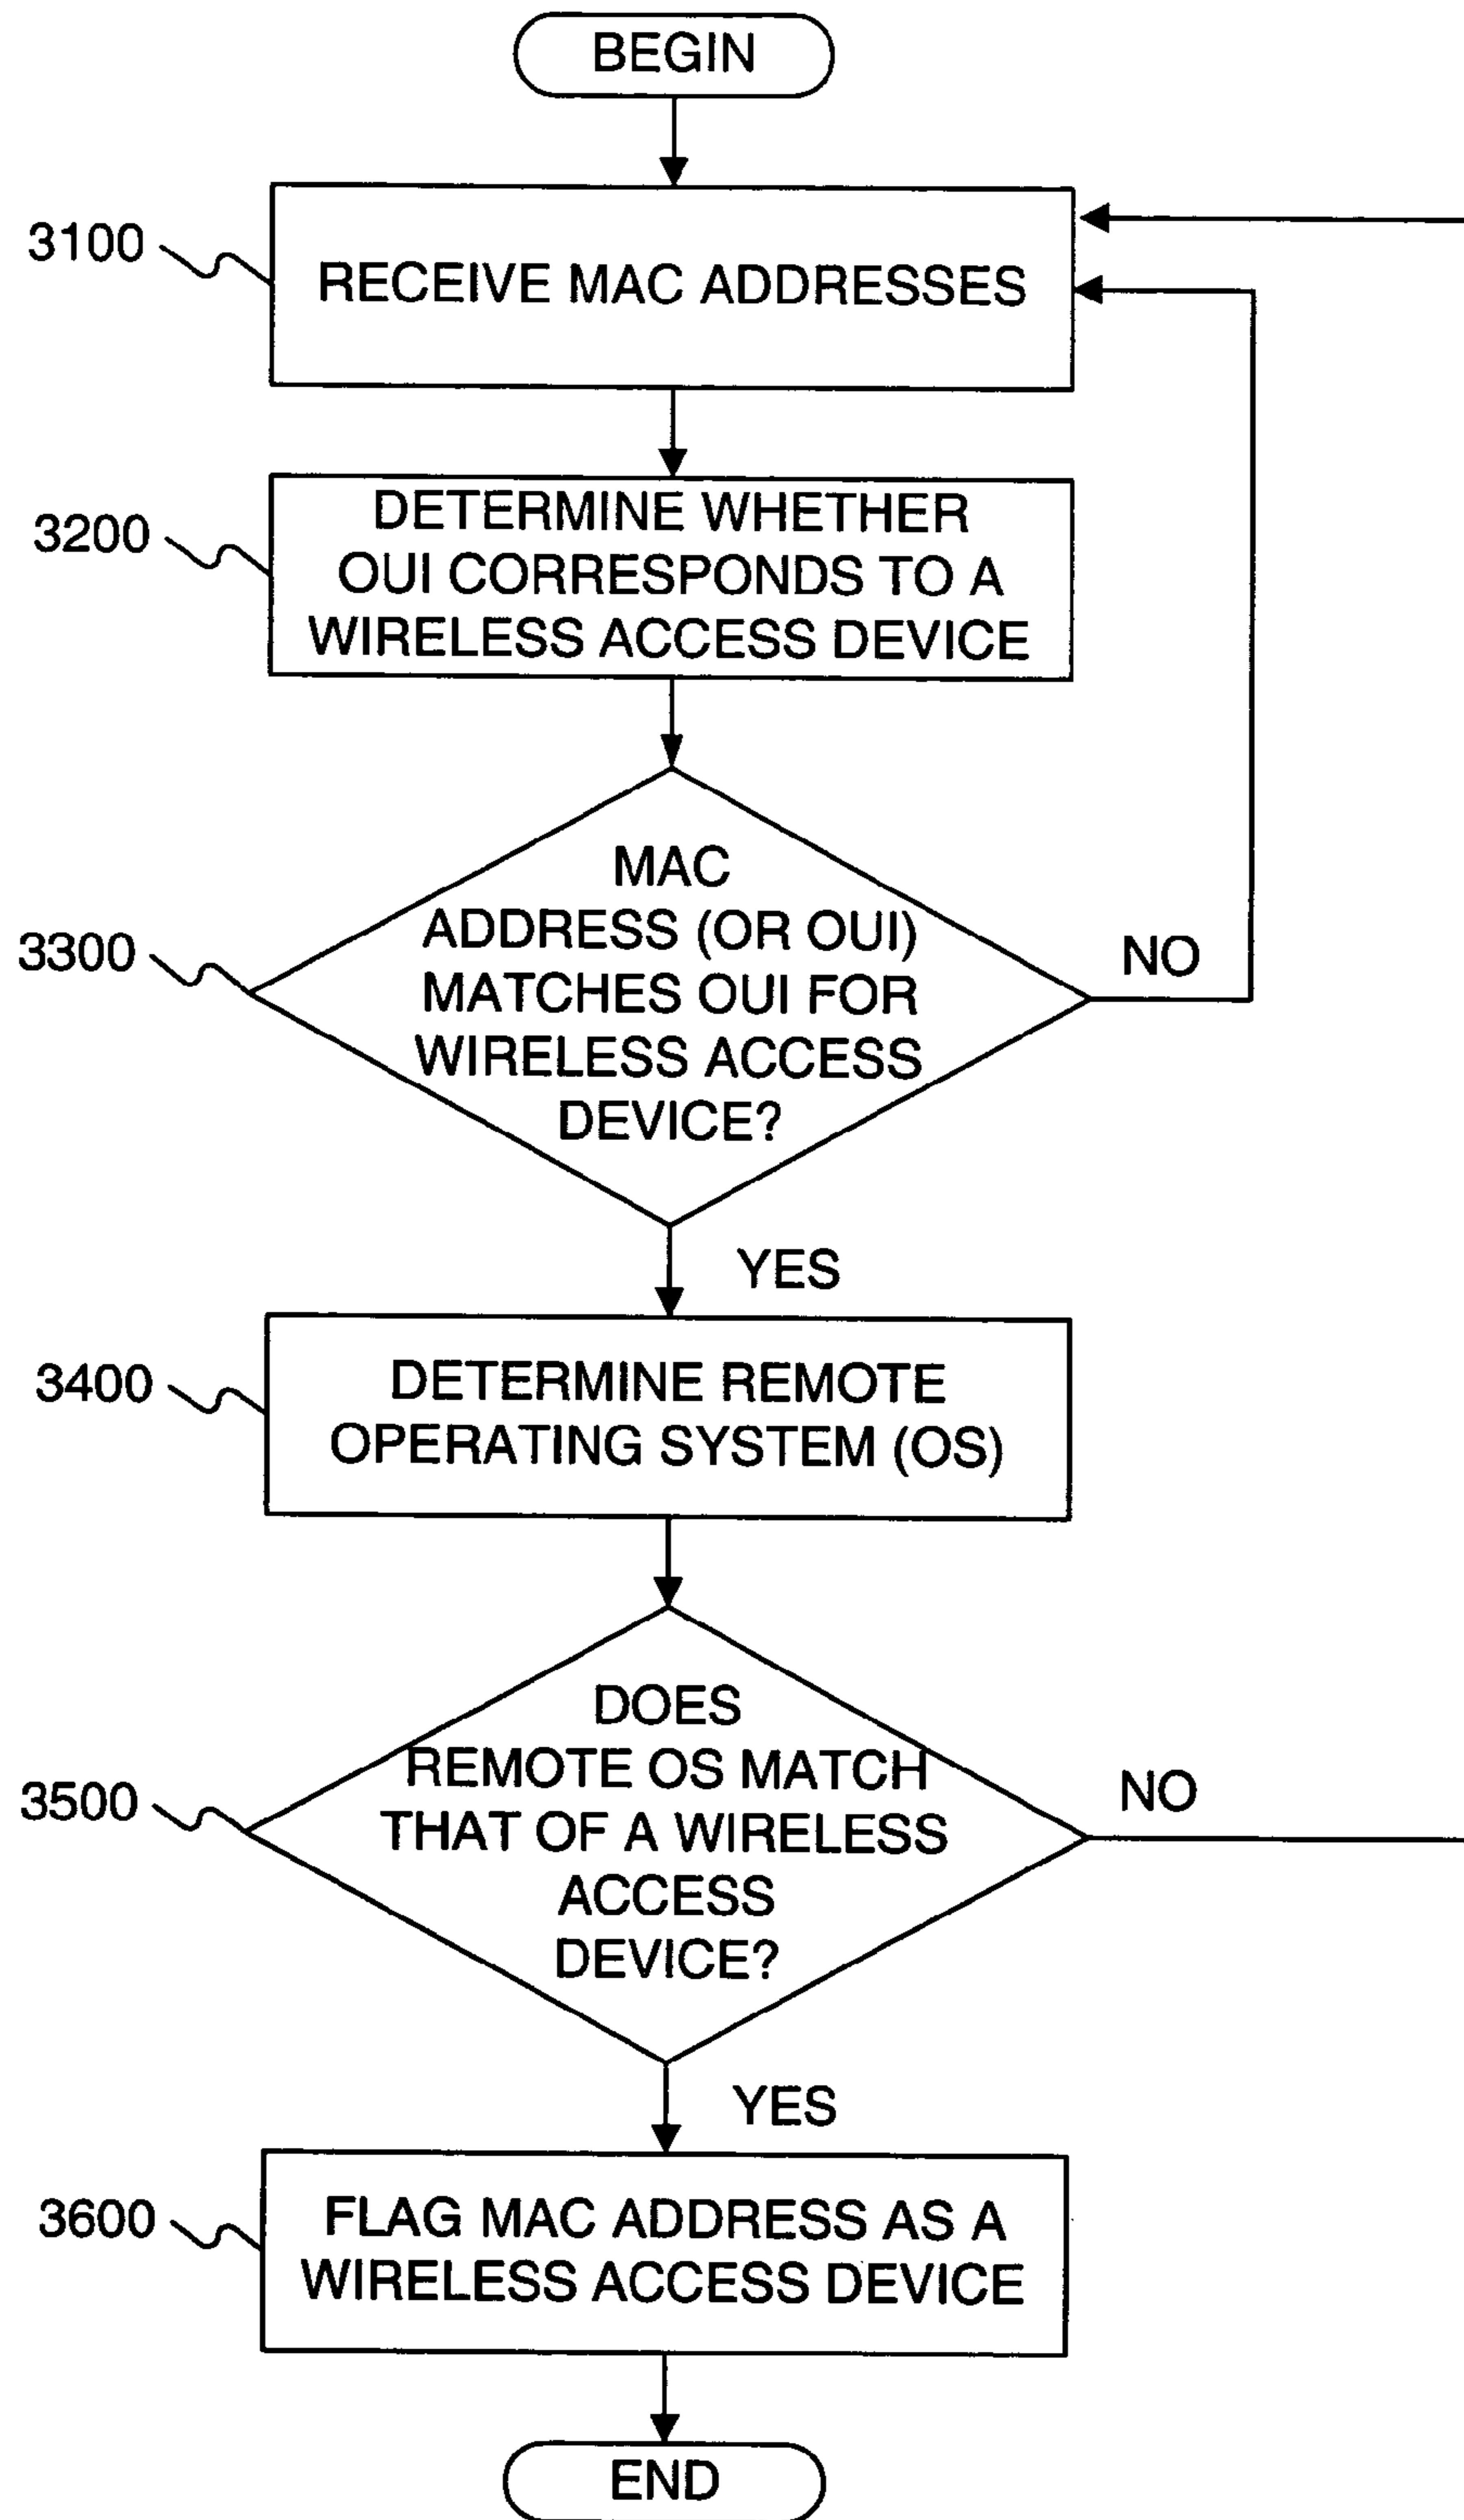 BEGIN
3100
RECEIVE MAC ADDRESSES
3200
DETERMINE WHETHER
OUI CORRESPONDS TO A
WIRELESS ACCESS DEVICE
3300
MAC
ADDRESS (OR OUI)
MATCHES OUI FOR
WIRELESS ACCESS
DEVICE?
NO
YES
3400
DETERMINE REMOTE
OPERATING SYSTEM (OS)
3500
DOES
REMOTE OS MATCH
THAT OF A WIRELESS
ACCESS
DEVICE?
NO
YES
3600
FLAG MAC ADDRESS AS A
WIRELESS ACCESS DEVICE
END